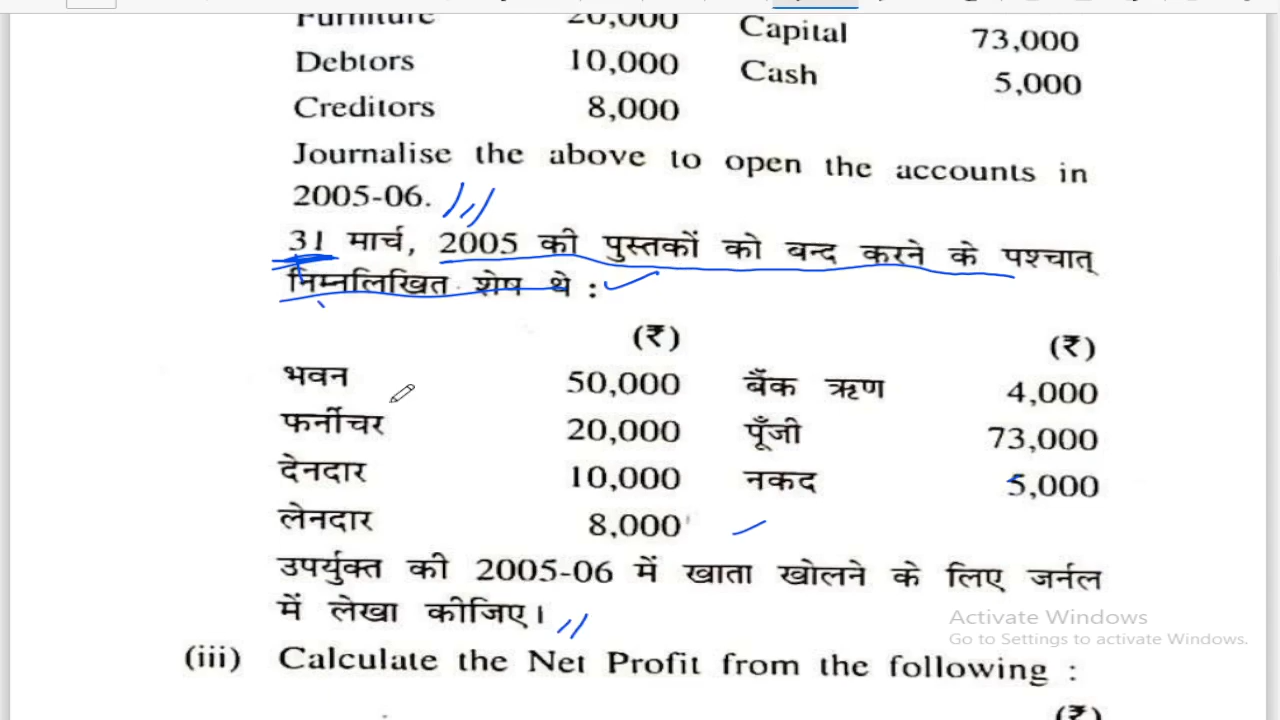 Furniture 20,000 Capital 73,000
Debtors 10,000 Cash 5,000
Creditors 8,000
Journalise the above to open the accounts in
2005-06.
31 मार्च, 2005 की पुस्तकों को बन्द करने के पश्चात्
निम्नलिखित शेष थे :
(₹) (₹)
भवन 50,000 बैंक ऋण 4,000
फर्नीचर 20,000 पूँजी 73,000
देनदार 10,000 नकद 5,000
लेनदार 8,000
उपर्युक्त की 2005-06 में खाता खोलने के लिए जर्नल
में लेखा कीजिए।
Activate Windows
Go to Settings to activate Windows.
(iii) Calculate the Net Profit from the following :
(₹)